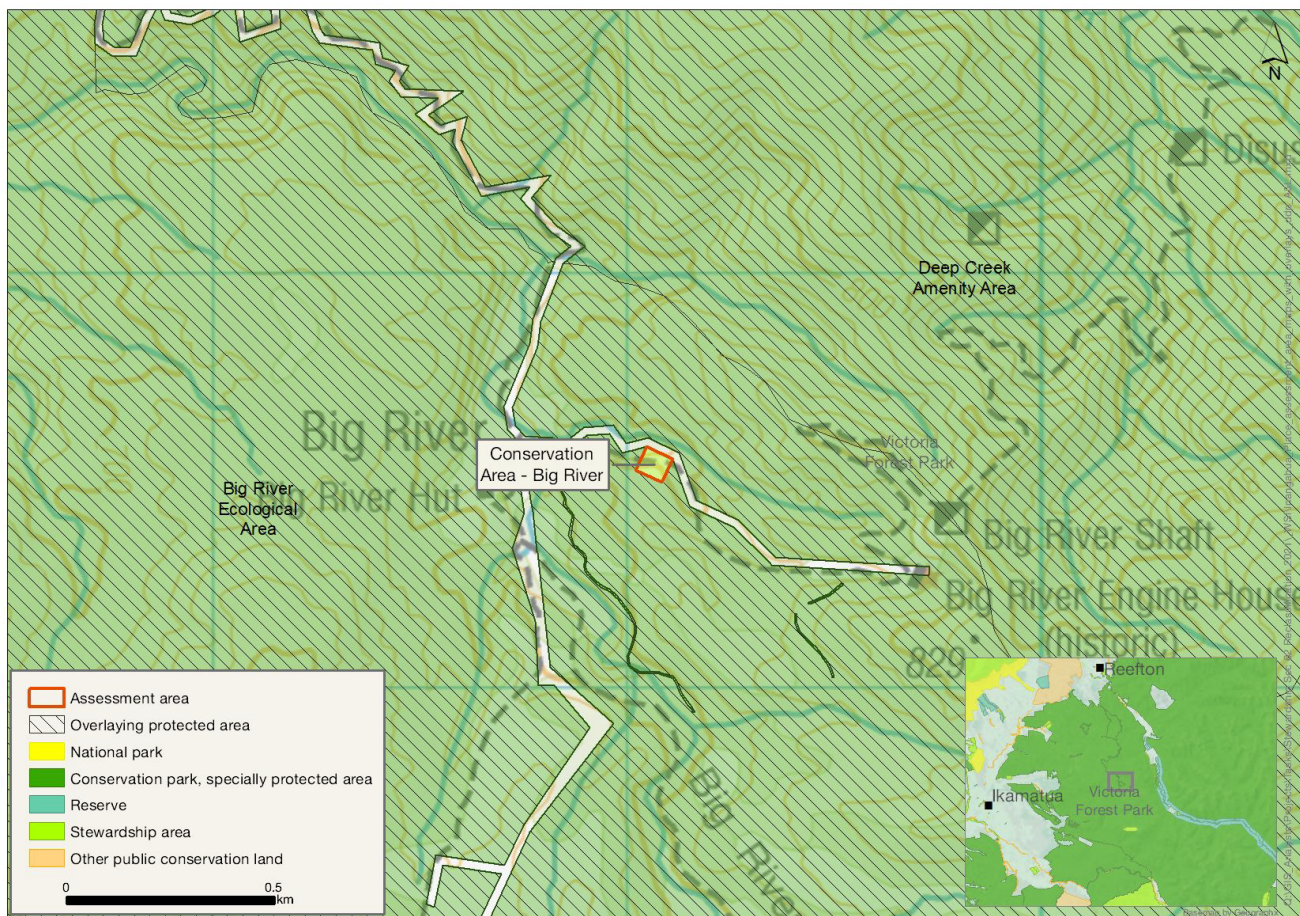 N
Disus
Deep Creek
Amenity Area
600
Big River
Conservation
Area - Big River
Victoria
Forest Park
Big River
Ecological
Area
Big River Hut
Big River Shaft
Big River Engine House
(historic)
829
Big River
Assessment area
Overlaying protected area
National park
Conservation park, specially protected area
Reserve
Stewardship area
Other public conservation land
0
0.5
km
Reefton
Ikamatua
Victoria
Forest Park